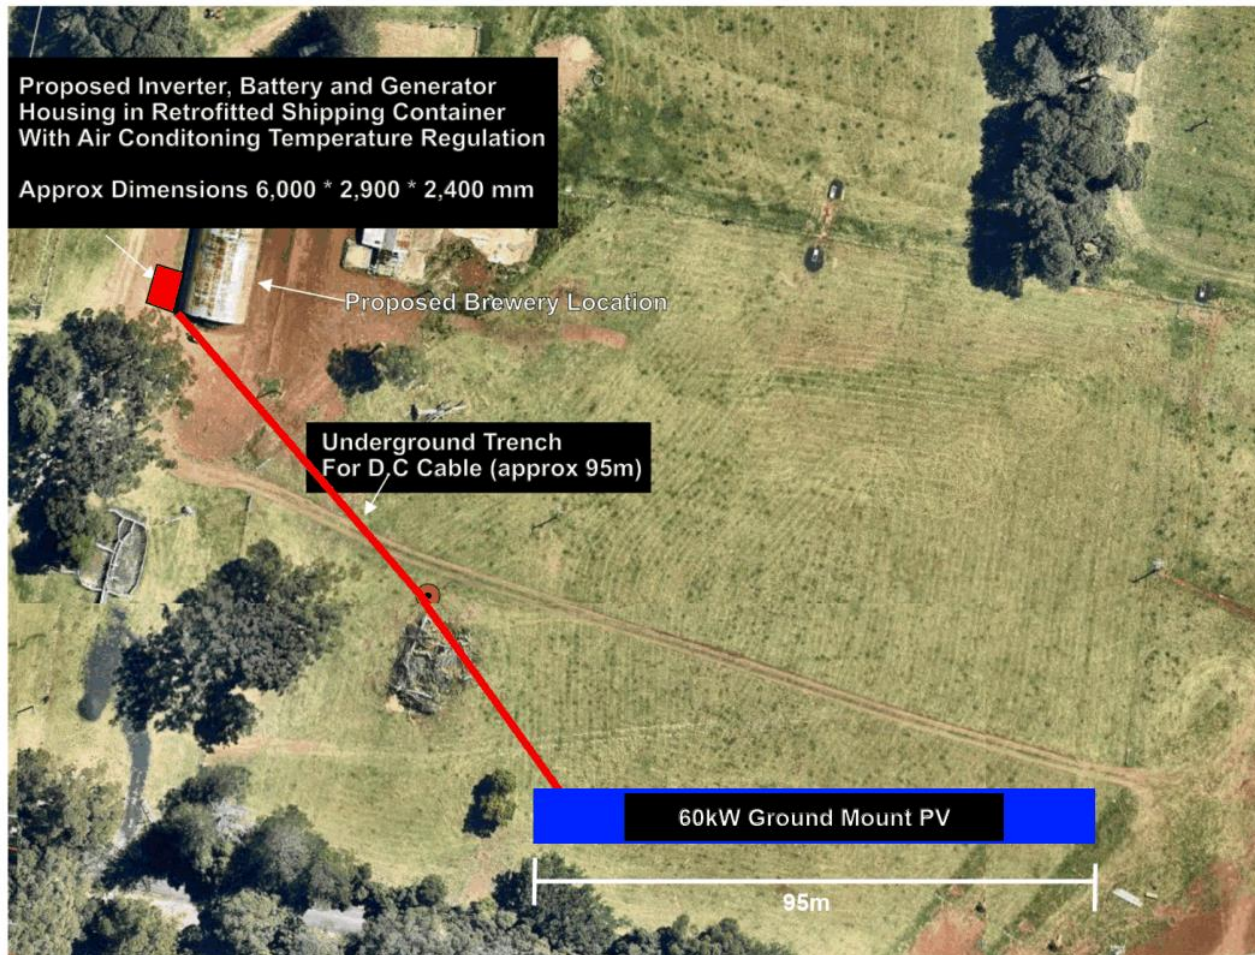 Proposed Inverter, Battery and Generator
Housing in Retrofitted Shipping Container
With Air Conditoning Temperature Regulation
Approx Dimensions 6,000 * 2,900 * 2,400 mm
Proposed Brewery Location
Underground Trench
For D.C Cable (approx 95m)
60kW Ground Mount PV
95m